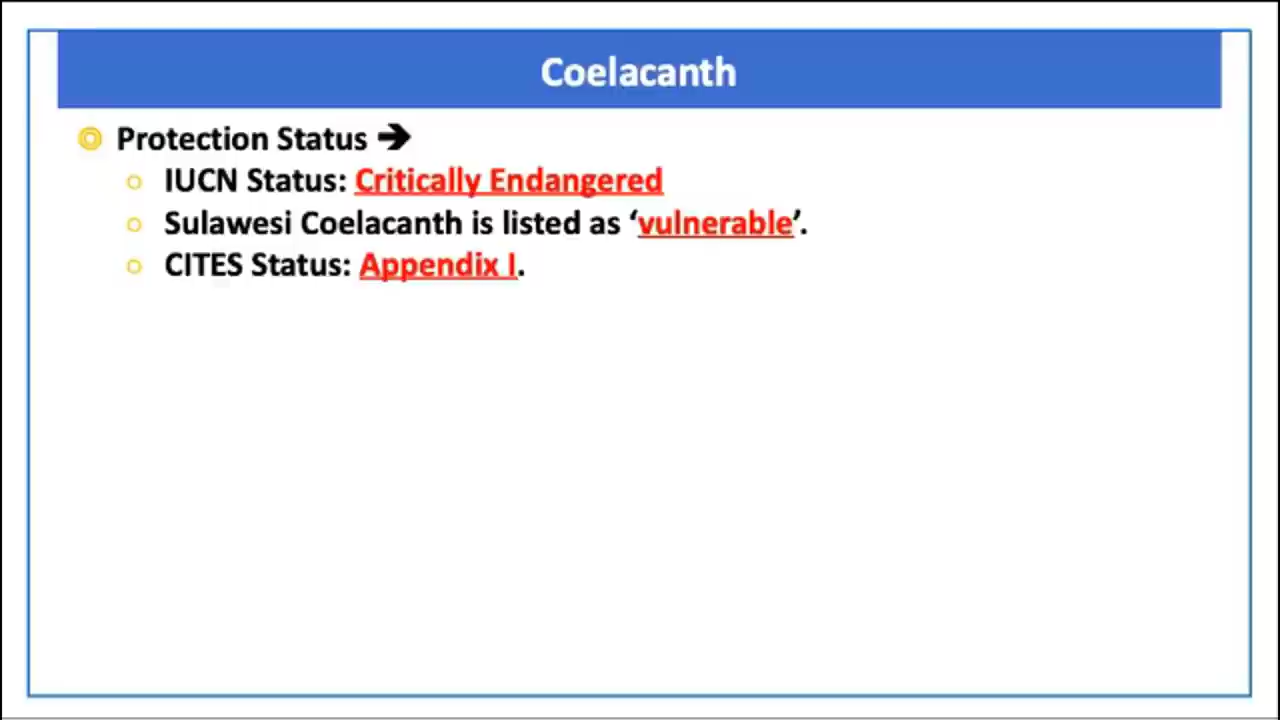 Coelacanth
Protection Status ➔
IUCN Status: Critically Endangered
Sulawesi Coelacanth is listed as ‘vulnerable’.
CITES Status: Appendix I.